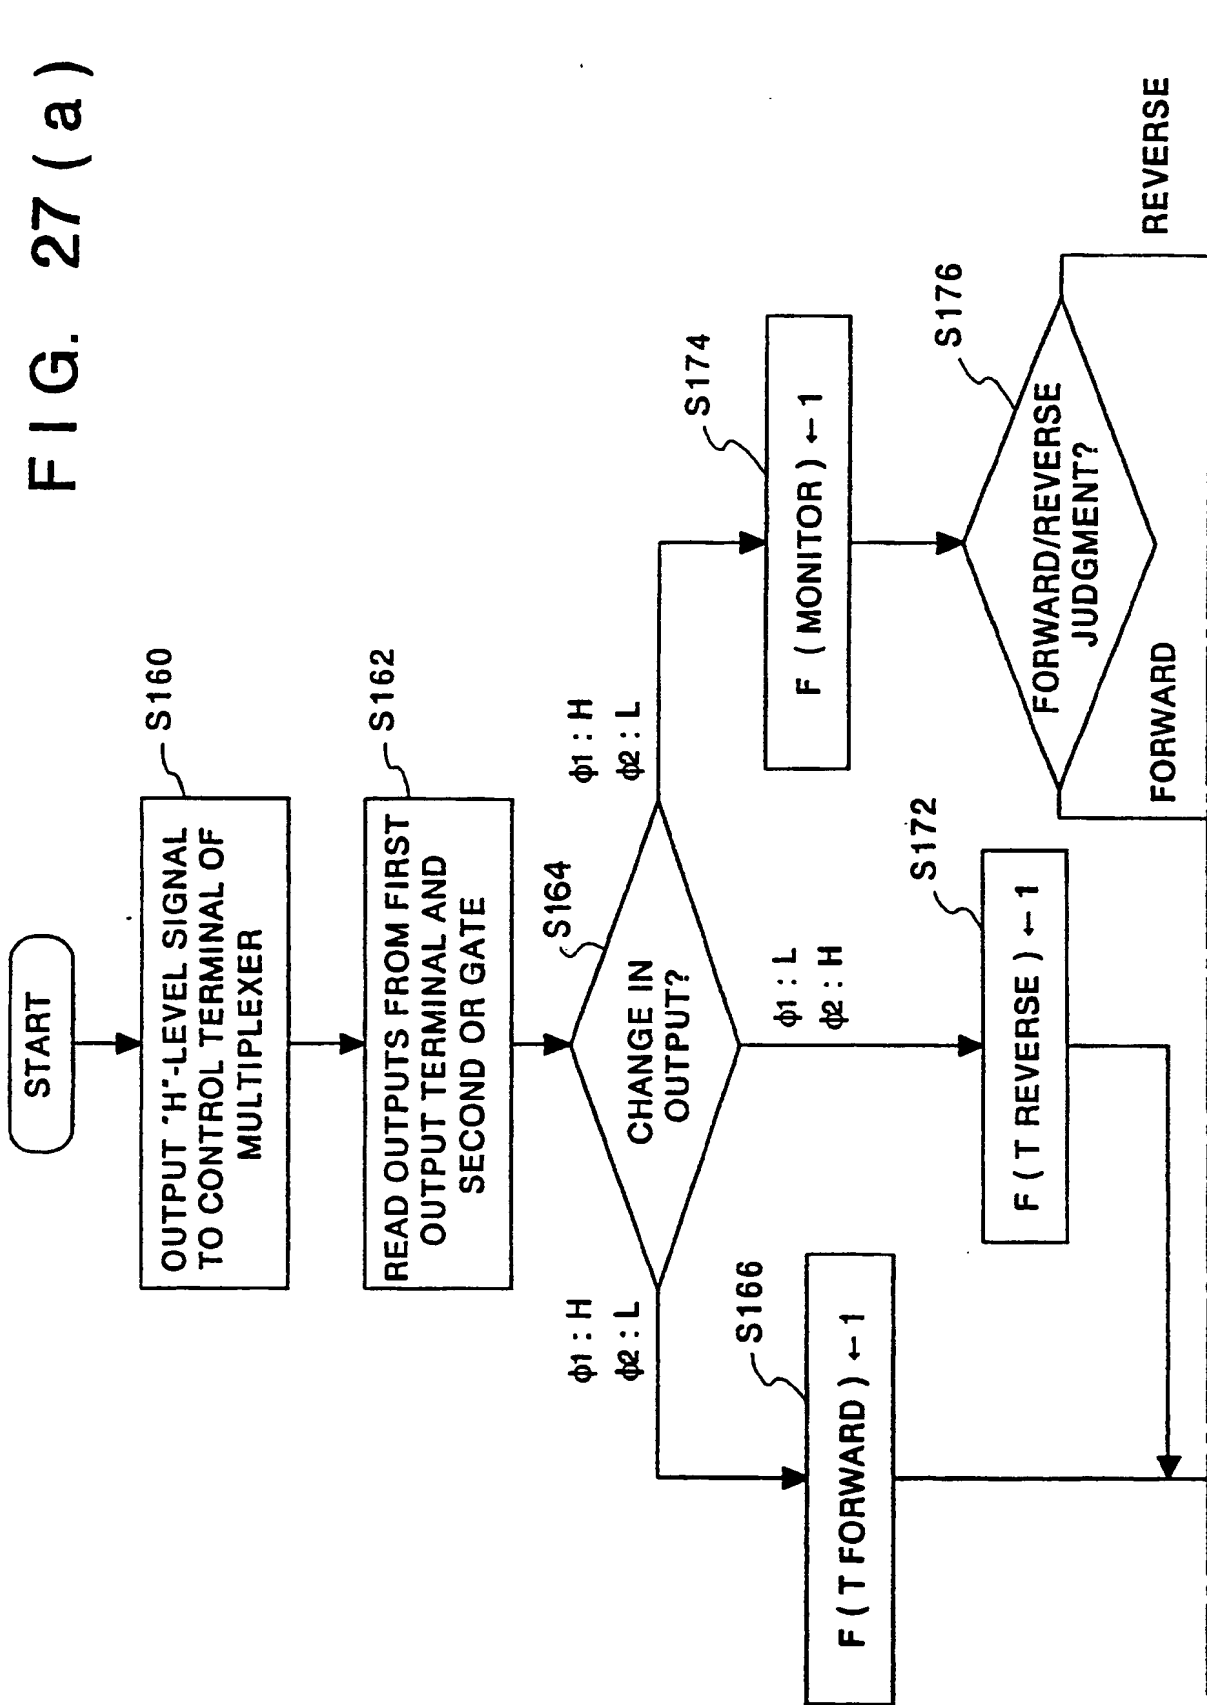 FIG. 27(a)
START
OUTPUT "H"-LEVEL SIGNAL
TO CONTROL TERMINAL OF
MULTIPLEXER
S160
READ OUTPUTS FROM FIRST
OUTPUT TERMINAL AND
SECOND OR GATE
S162
CHANGE IN
OUTPUT?
S164
φ1 : H
φ2 : L
φ1 : L
φ2 : H
φ1 : H
φ2 : L
F ( T FORWARD ) ← 1
S166
F ( T REVERSE ) ← 1
S172
F ( MONITOR ) ← 1
S174
FORWARD/REVERSE
JUDGMENT?
S176
FORWARD
REVERSE